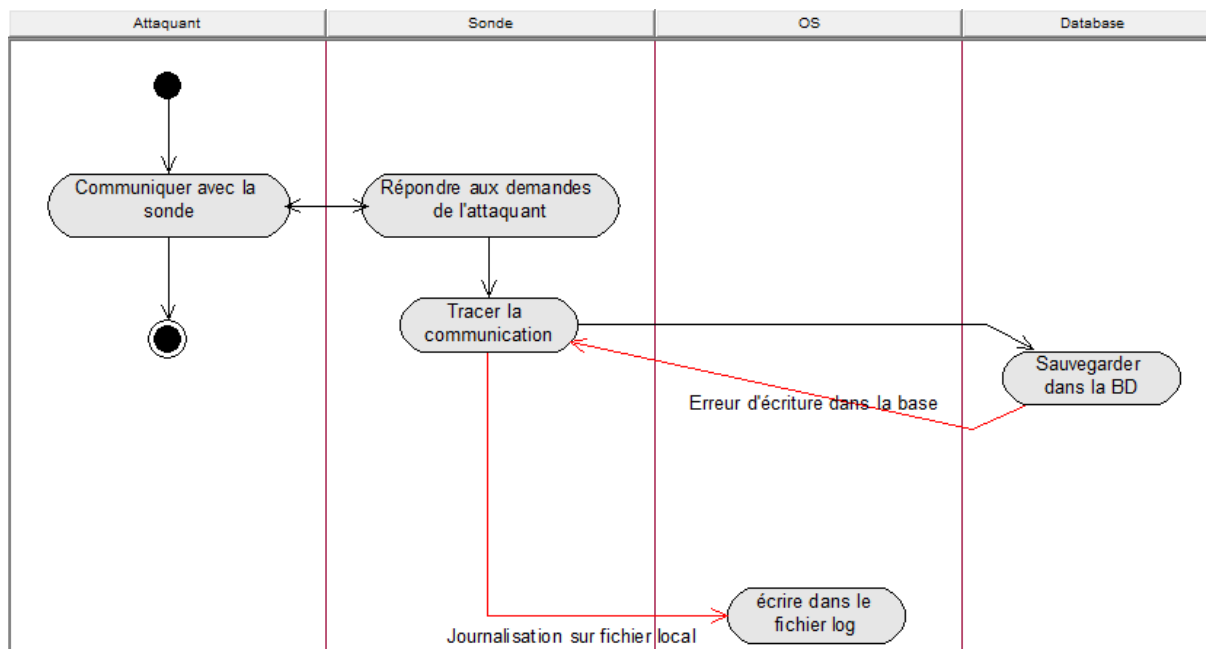 Attaquant
Sonde
OS
Database
Communiquer avec la
sonde
Répondre aux demandes
de l'attaquant
Tracer la
communication
Sauvegarder
dans la BD
Erreur d'écriture dans la base
écrire dans le
fichier log
Journalisation sur fichier local